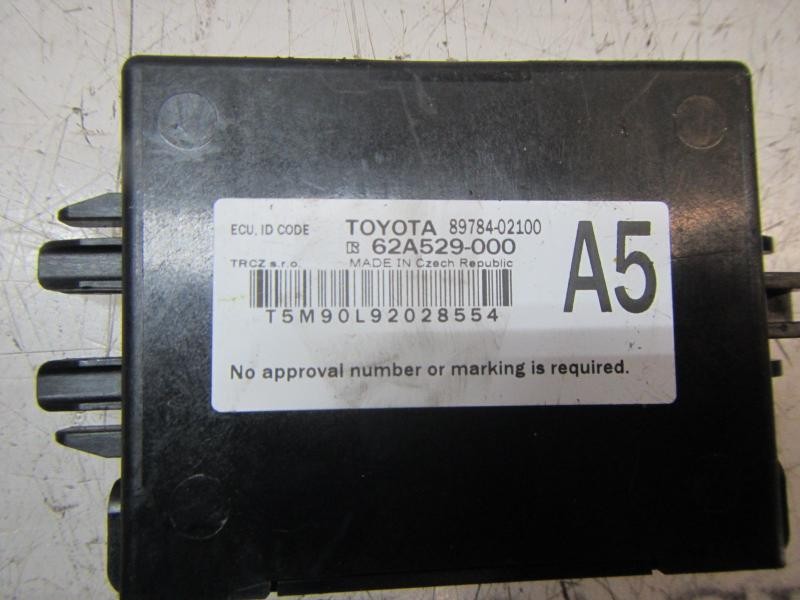 ECU, ID CODE TOYOTA 89784-02100
62A529-000
TRCZ s.r.o. MADE IN Czech Republic
A5
T5M90L92028554
No approval number or marking is required.